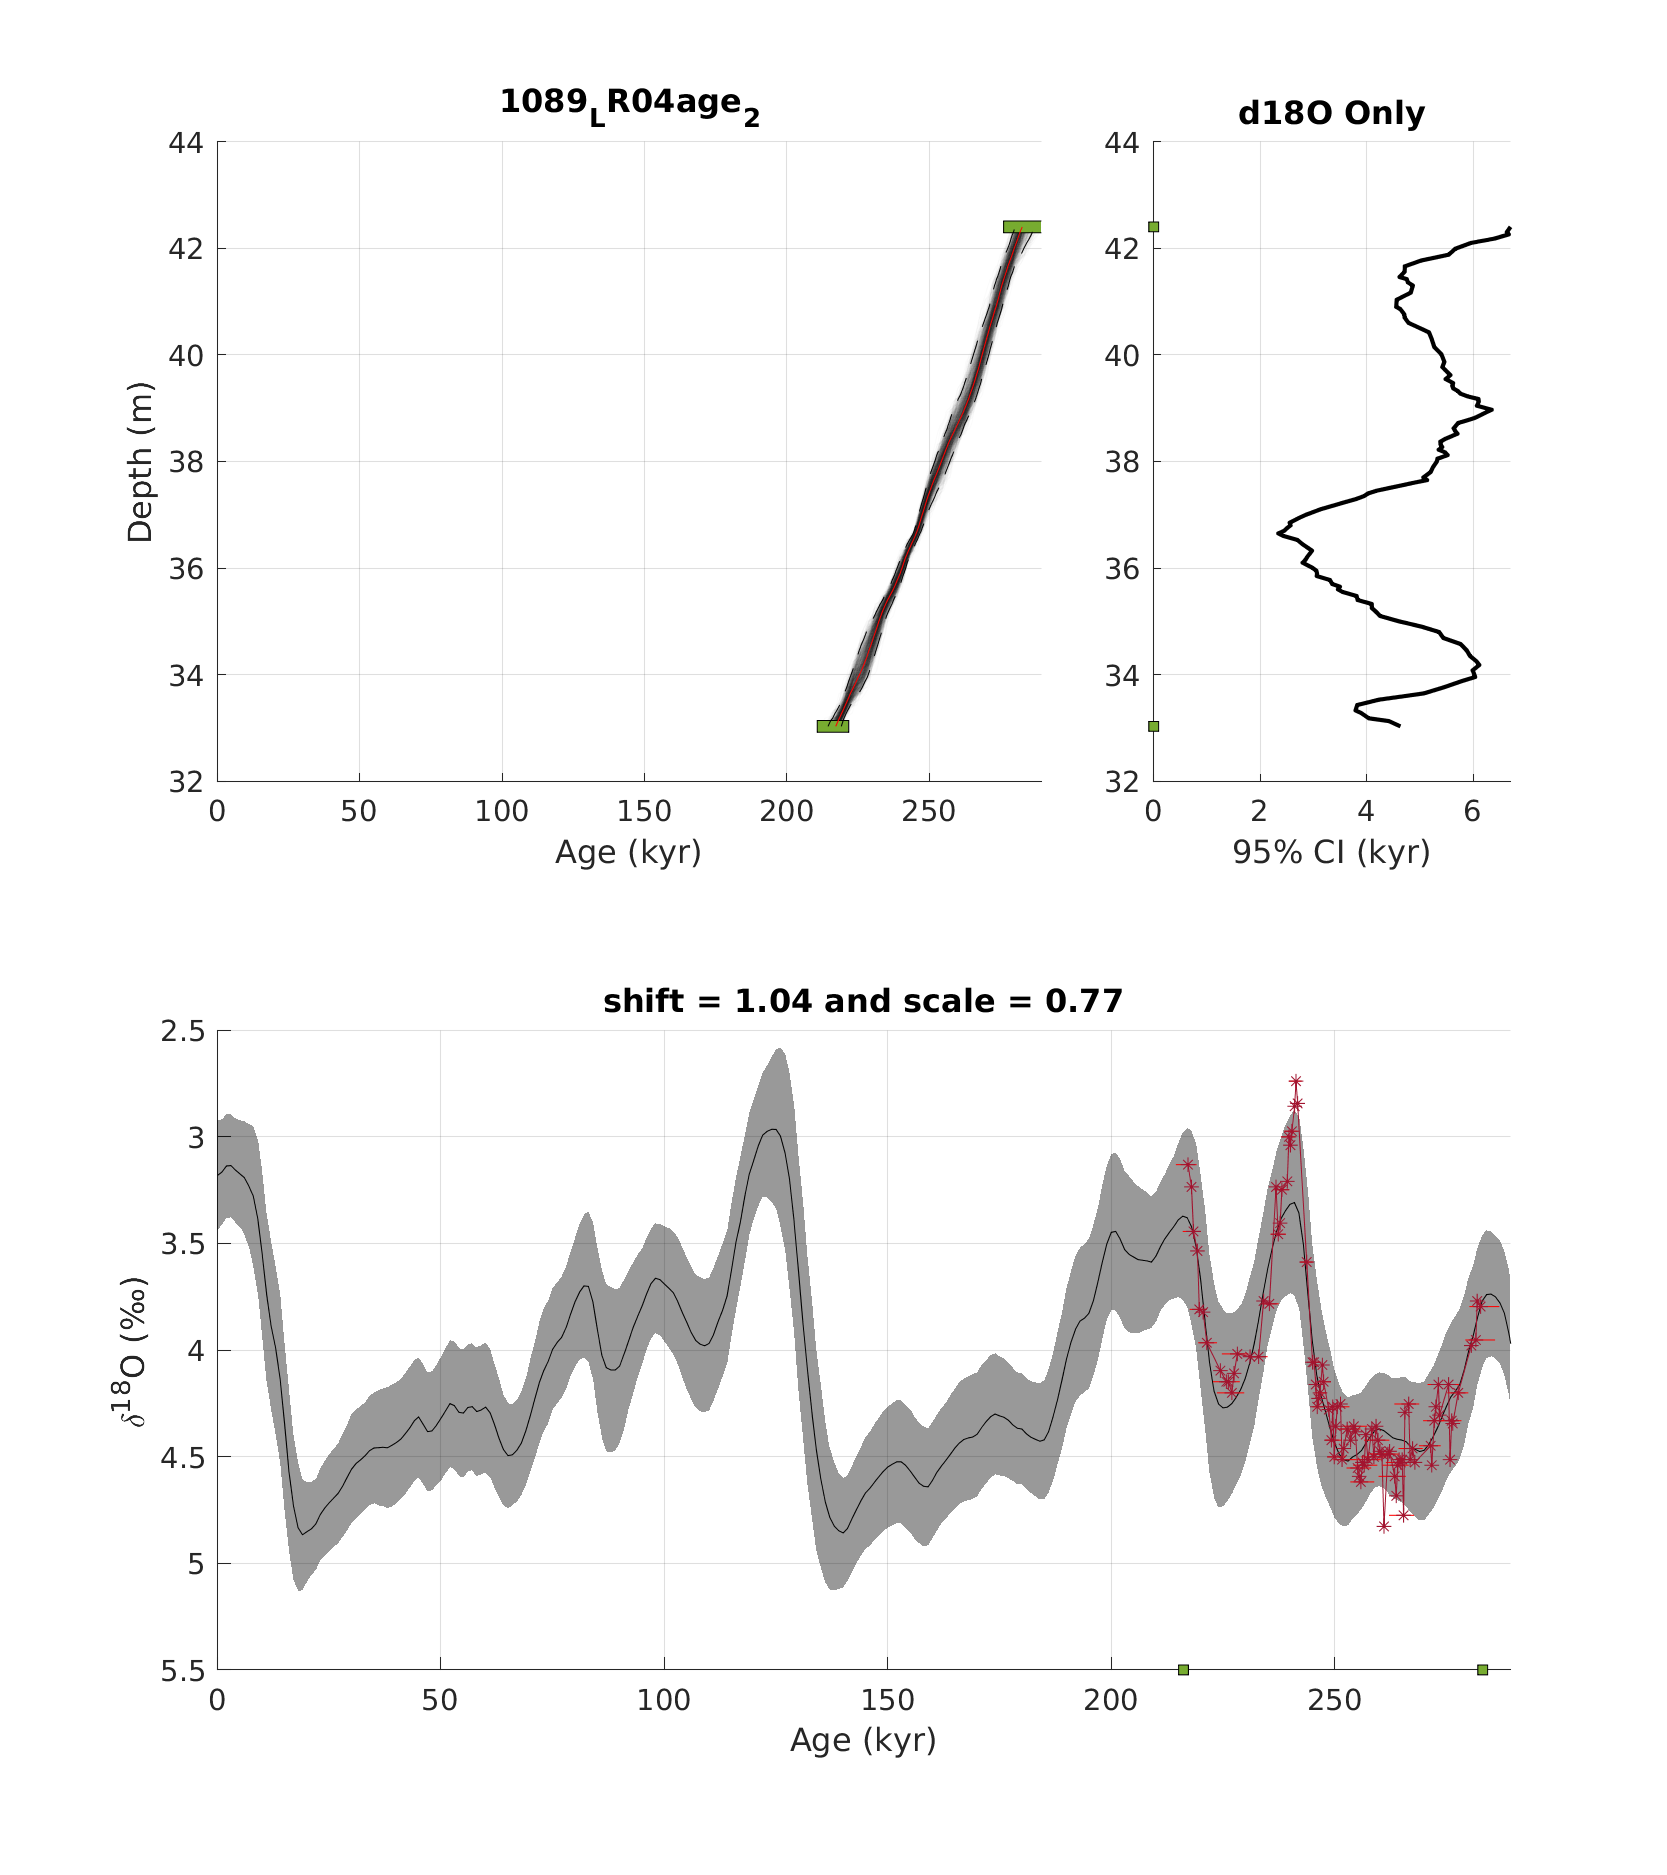 1089LR04age2
d18O Only
44
42
40
38
36
34
32
Depth (m)
0 50 100 150 200 250
Age (kyr)
44
42
40
38
36
34
32
0 2 4 6
95% CI (kyr)
shift = 1.04 and scale = 0.77
2.5
3
3.5
4
4.5
5
5.5
δ18O (‰)
0 50 100 150 200 250
Age (kyr)